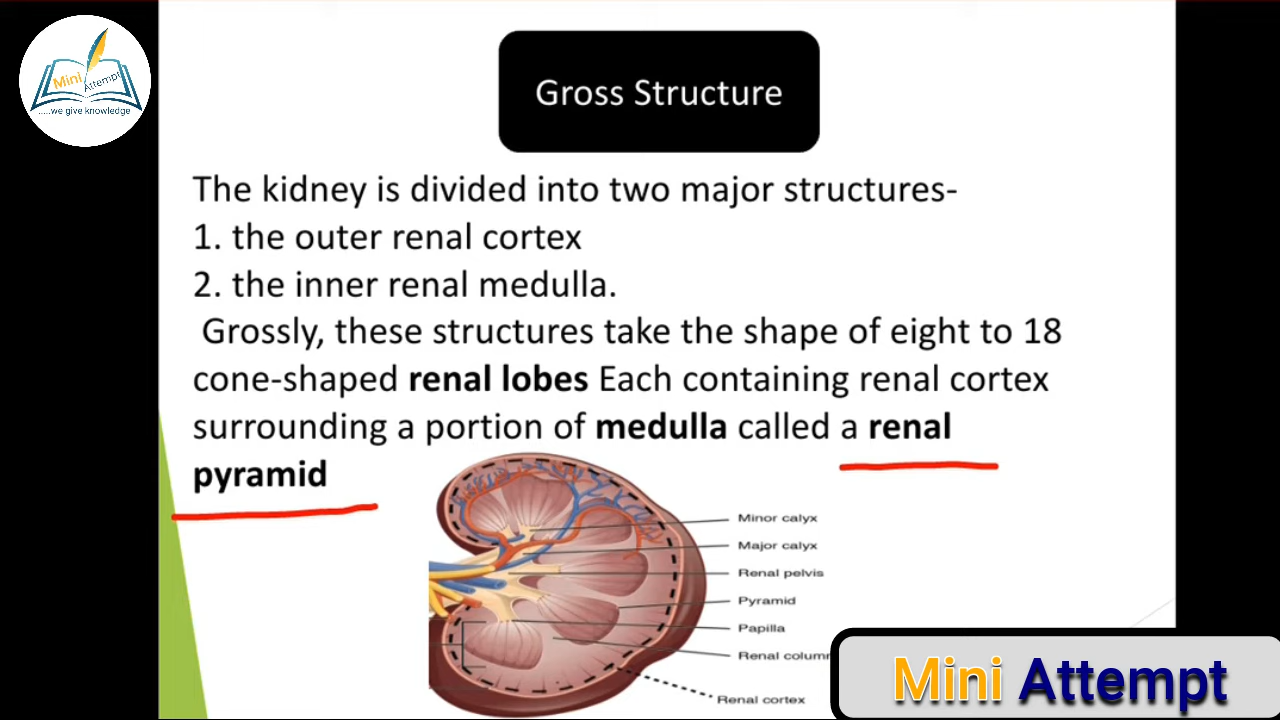 Mini Attempt
.....we give knowledge
Gross Structure
The kidney is divided into two major structures-
1. the outer renal cortex
2. the inner renal medulla.
Grossly, these structures take the shape of eight to 18
cone-shaped renal lobes Each containing renal cortex
surrounding a portion of medulla called a renal
pyramid
Minor calyx
Major calyx
Renal pelvis
Pyramid
Papilla
Renal column
Renal cortex
Mini Attempt